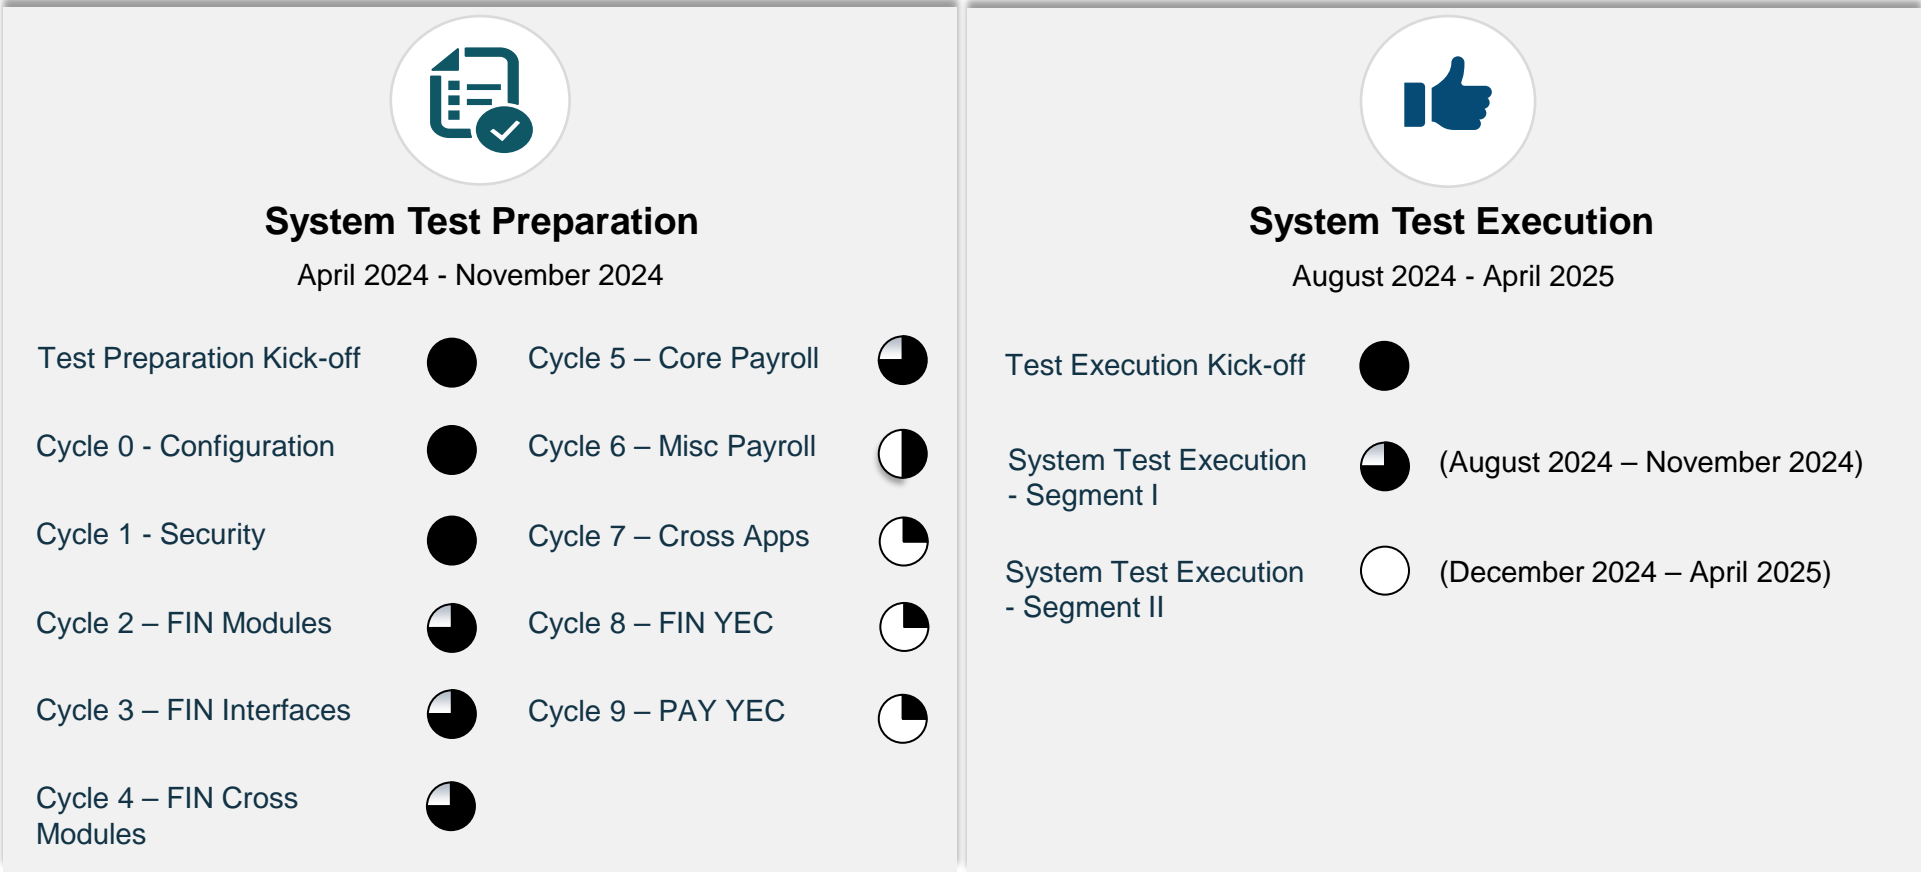 System Test Preparation
April 2024 - November 2024
Test Preparation Kick-off
Cycle 0 - Configuration
Cycle 1 - Security
Cycle 2 – FIN Modules
Cycle 3 – FIN Interfaces
Cycle 4 – FIN Cross
Modules
Cycle 5 – Core Payroll
Cycle 6 – Misc Payroll
Cycle 7 – Cross Apps
Cycle 8 – FIN YEC
Cycle 9 – PAY YEC
System Test Execution
August 2024 - April 2025
Test Execution Kick-off
System Test Execution
- Segment I
(August 2024 – November 2024)
System Test Execution
- Segment II
(December 2024 – April 2025)